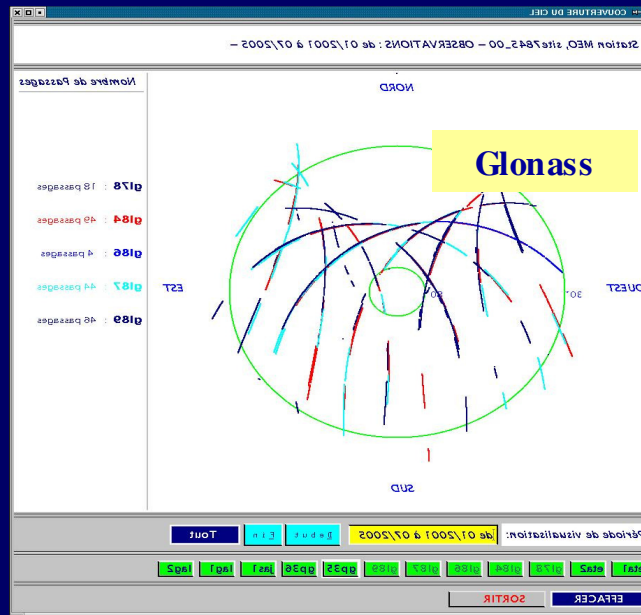 COUVERTURE DU CIEL
Station MEO, site7845_00 – OBSERVATIONS : de 01/2001 à 07/2005 –
Nombre de Passages
NORD
Glonass
gl78 : 18 passages
gl84 : 49 passages
gl86 : 4 passages
gl87 : 44 passages
gl89 : 46 passages
EST
30°
OUEST
SUD
Période de visualisation: de 01/2001 à 07/2005 Debut Fin Tout
etal eta2 gl78 gl84 gl86 gl87 gl89 gp35 gp36 jas1 lag1 lag2
EFFACER SORTIR